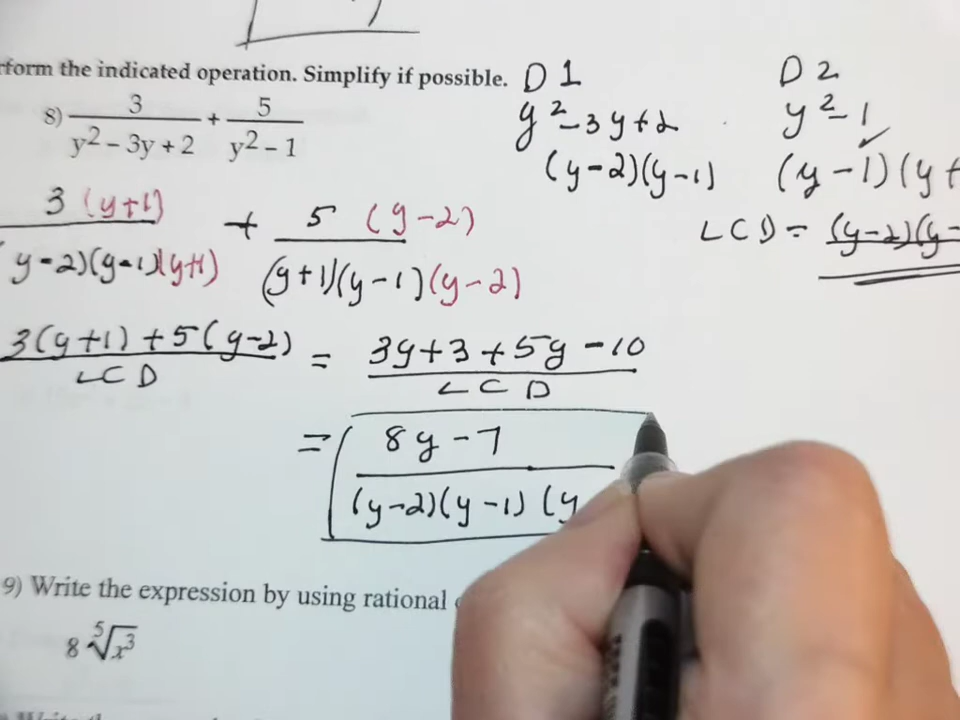 form the indicated operation. Simplify if possible.
8) 3/(y² - 3y + 2) + 5/(y² - 1)
D 1
y² - 3y + 2
(y-2)(y-1)
D 2
y² - 1
(y-1)(y+
LCD = (y-2)(y-
3(y+1)/(y-2)(y-1)(y+1) + 5(y-2)/(y+1)(y-1)(y-2)
3(y+1) + 5(y-2)/LCD = 3y + 3 + 5y - 10/LCD
= 8y - 7/(y-2)(y-1)(y
9) Write the expression by using rational
8 ⁵√x³